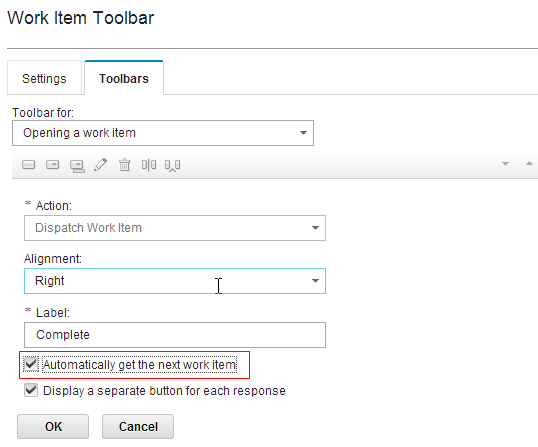 Work Item Toolbar
Settings
Toolbars
Toolbar for:
Opening a work item
* Action:
Dispatch Work Item
Alignment:
Right
* Label:
Complete
Automatically get the next work item
Display a separate button for each response
OK
Cancel